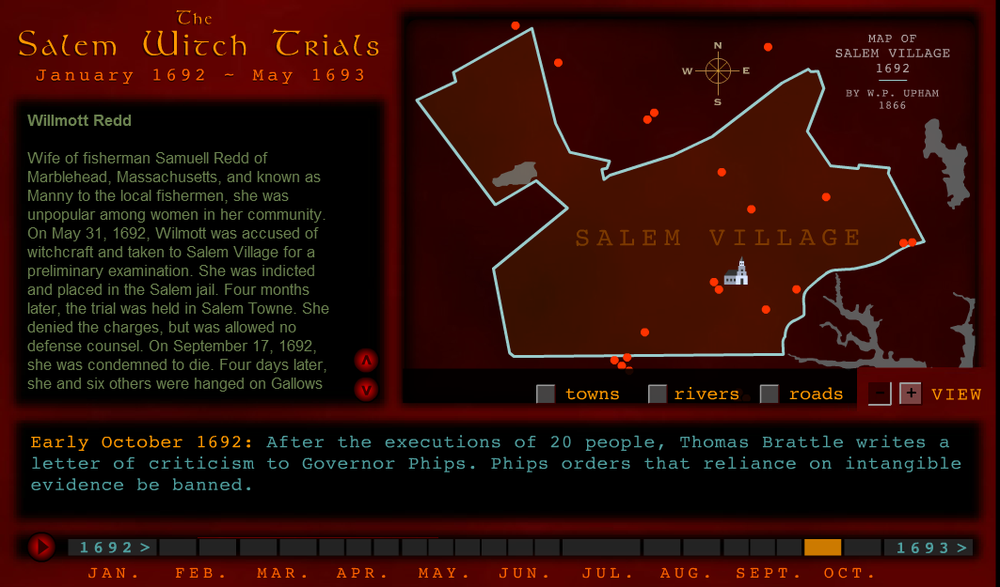 The
Salem Witch Trials
January 1692 ~ May 1693
Willmott Redd
Wife of fisherman Samuell Redd of
Marblehead, Massachusetts, and known as
Manny to the local fishermen, she was
unpopular among women in her community.
On May 31, 1692, Wilmott was accused of
witchcraft and taken to Salem Village for a
preliminary examination. She was indicted
and placed in the Salem jail. Four months
later, the trial was held in Salem Towne. She
denied the charges, but was allowed no
defense counsel. On September 17, 1692,
she was condemned to die. Four days later,
she and six others were hanged on Gallows
N
W E
S
MAP OF
SALEM VILLAGE
1692
BY W.P. UPHAM
1866
SALEM VILLAGE
towns rivers roads - + VIEW
Early October 1692: After the executions of 20 people, Thomas Brattle writes a
letter of criticism to Governor Phips. Phips orders that reliance on intangible
evidence be banned.
1692 > 1693 >
JAN. FEB. MAR. APR. MAY. JUN. JUL. AUG. SEPT. OCT.